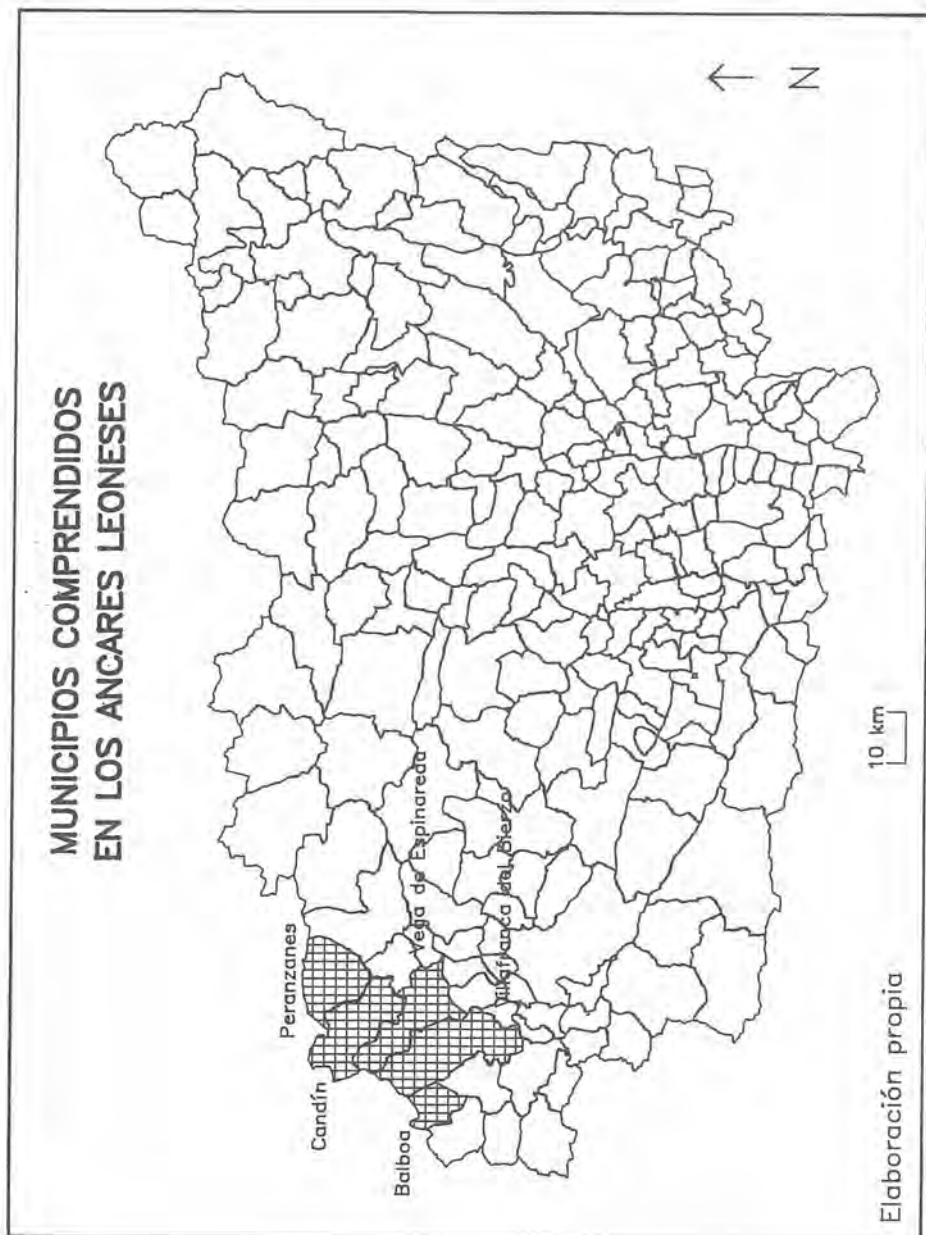 MUNICIPIOS COMPRENDIDOS
EN LOS ANCARES LEONESES
N
Peranzanes
Candín
Balboa
Vega de Espinareda
Villafranca del Bierzo
10 km
Elaboración propia